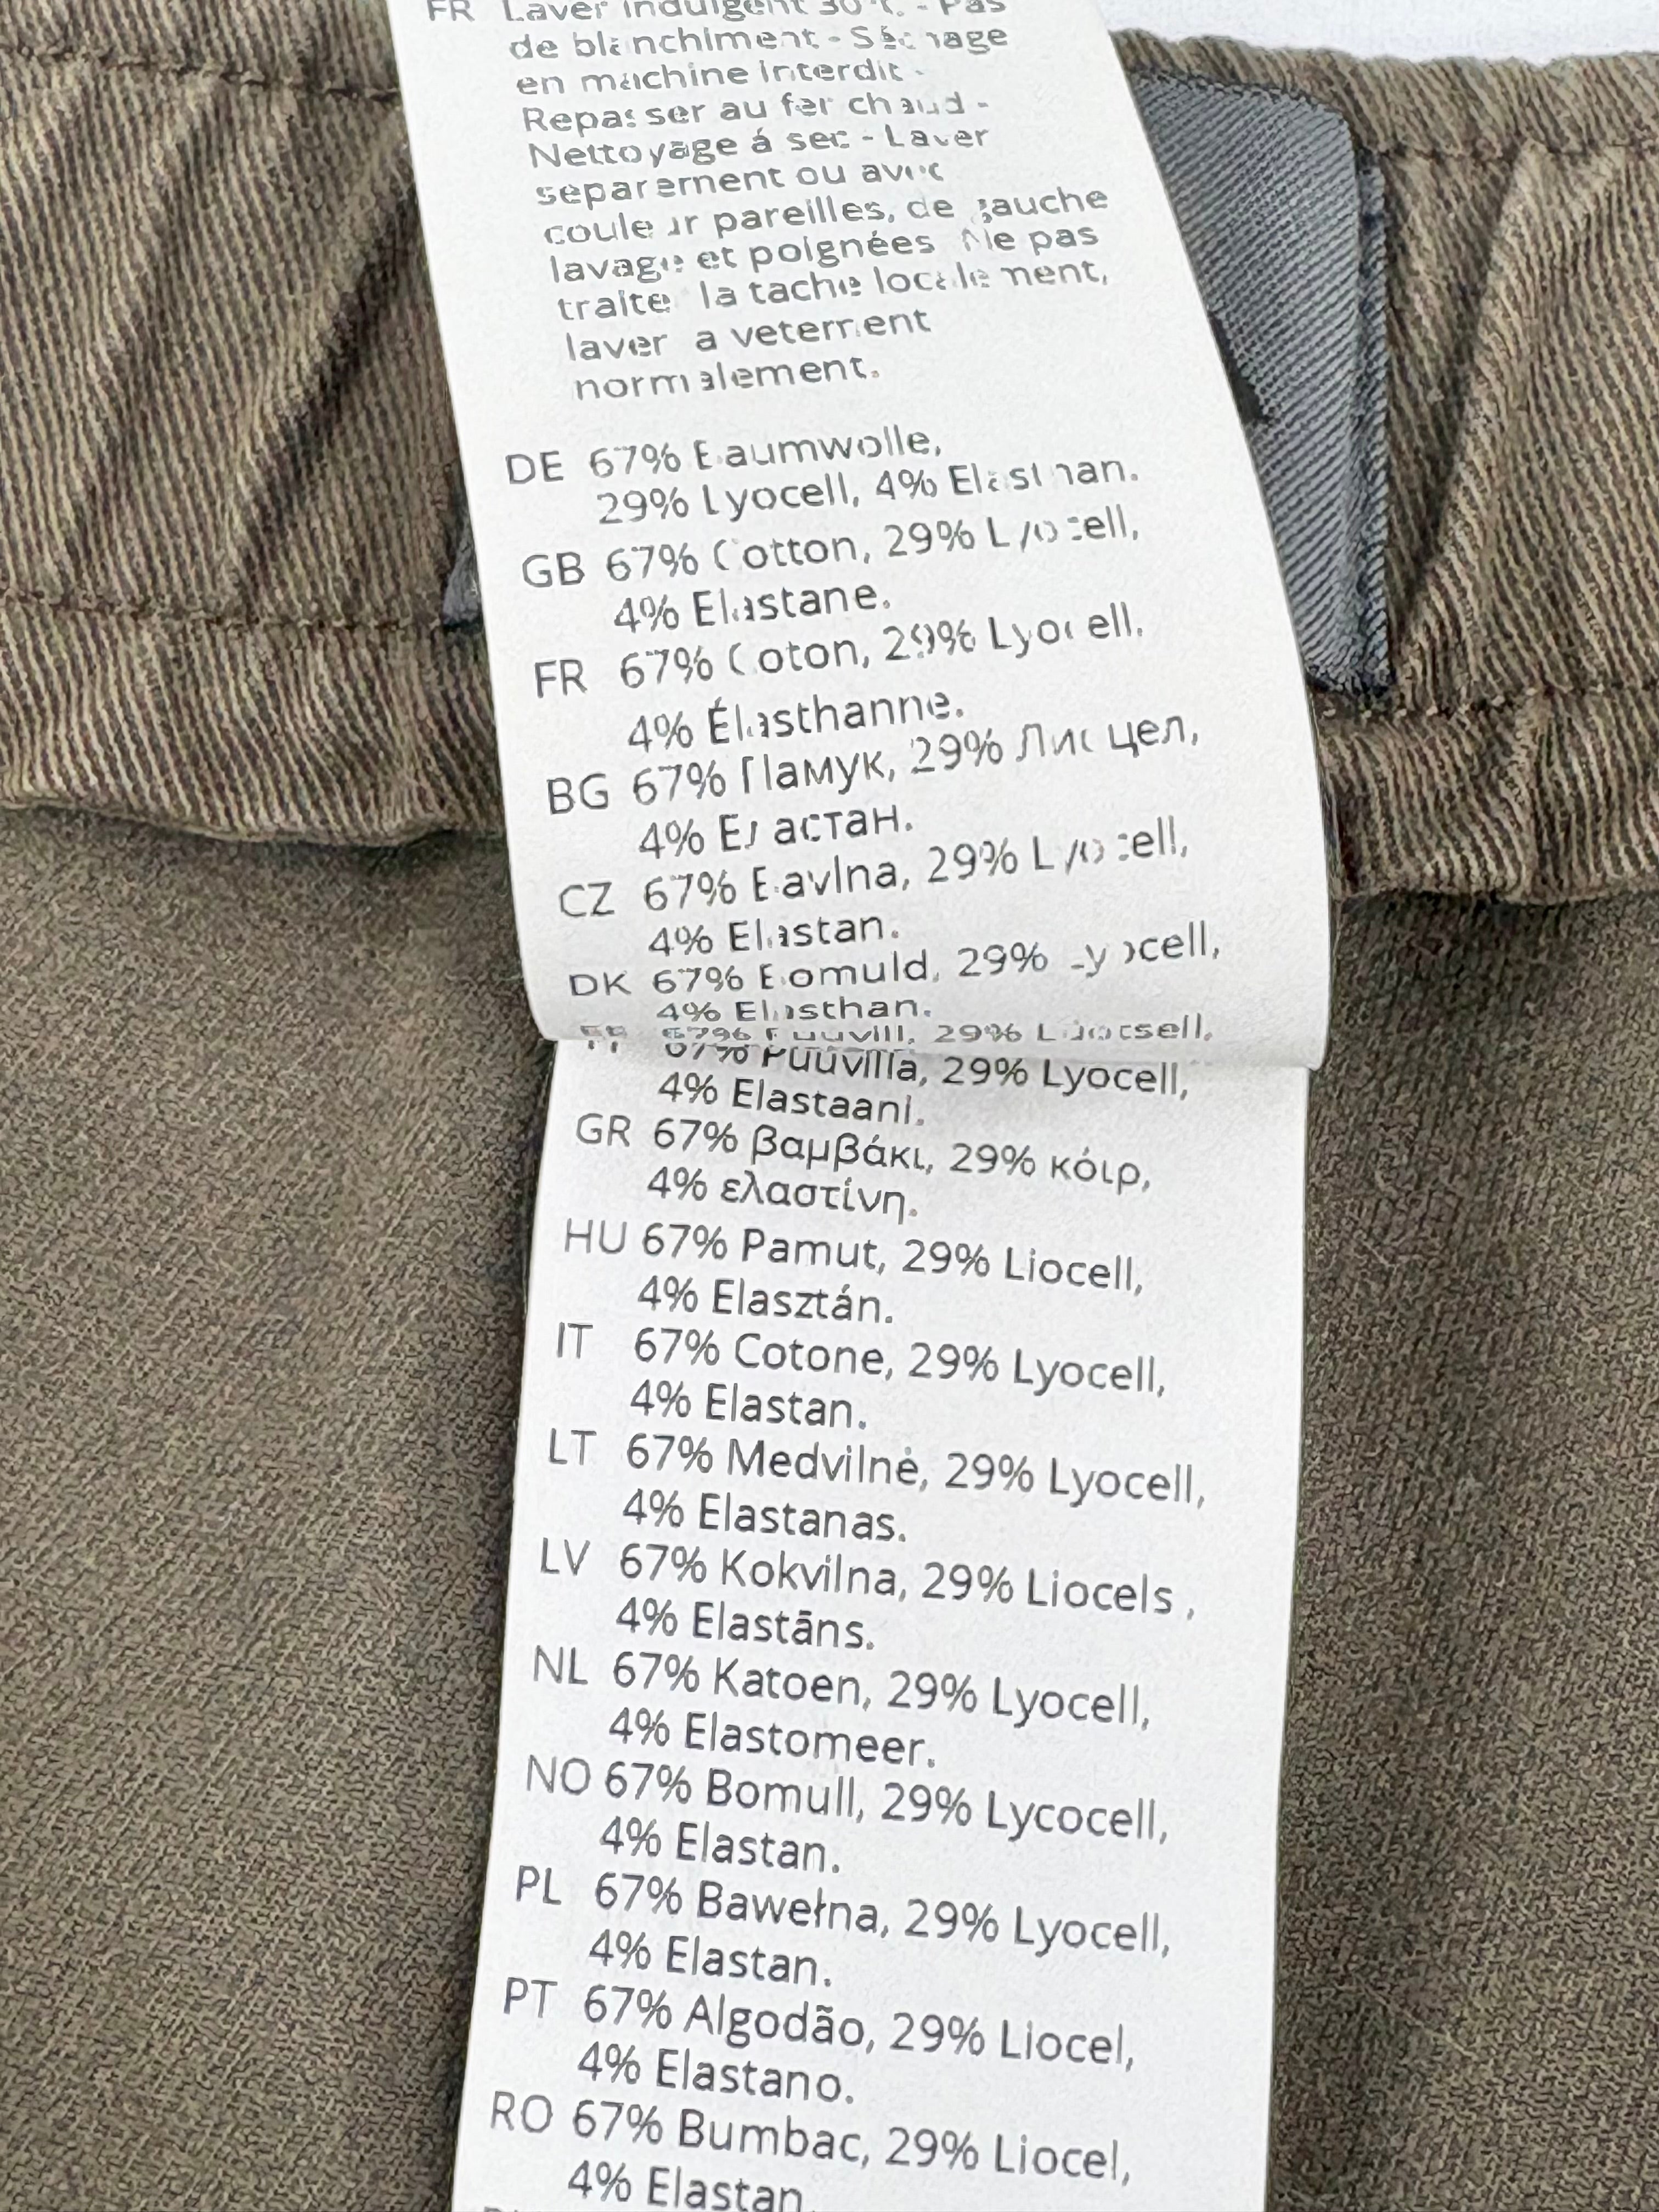 FR Laver indulgent 30°C. - Pas
de blanchiment - Séchage
en machine interdit -
Repasser au fer chaud -
Nettoyage á sec - Laver
separement ou avec
couleur pareilles, de gauche
lavage et poignées Ne pas
traite la tache localement,
laver a veterment
normalement.
DE 67% Baumwolle,
29% Lyocell, 4% Elasthan.
GB 67% Cotton, 29% Lyocell,
4% Elastane.
FR 67% Coton, 29% Lyocell.
4% Élasthanne.
BG 67% Памук, 29% Лиоцел,
4% Еластан.
CZ 67% Bavlna, 29% Lyocell,
4% Elastan.
DK 67% Bomuld, 29% Lyocell,
4% Elasthan.
67% Puuvill, 29% Lüotsell,
67% Puuvilla, 29% Lyocell,
4% Elastaani.
GR 67% βαμβάκι, 29% κόιρ,
4% ελαστίνη.
HU 67% Pamut, 29% Liocell,
4% Elasztán.
IT 67% Cotone, 29% Lyocell,
4% Elastan.
LT 67% Medvilnė, 29% Lyocell,
4% Elastanas.
LV 67% Kokvilna, 29% Liocels ,
4% Elastāns.
NL 67% Katoen, 29% Lyocell,
4% Elastomeer.
NO 67% Bomull, 29% Lycocell,
4% Elastan.
PL 67% Bawełna, 29% Lyocell,
4% Elastan.
PT 67% Algodão, 29% Liocel,
4% Elastano.
RO 67% Bumbac, 29% Liocel,
4% Elastan.